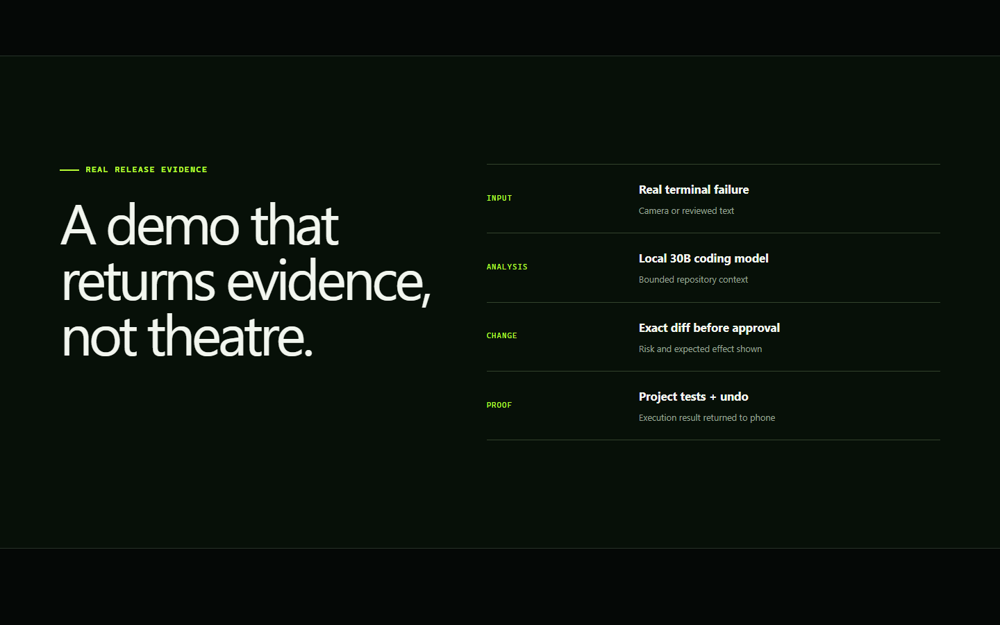 REAL RELEASE EVIDENCE
A demo that
returns evidence,
not theatre.
INPUT
Real terminal failure
Camera or reviewed text
ANALYSIS
Local 30B coding model
Bounded repository context
CHANGE
Exact diff before approval
Risk and expected effect shown
PROOF
Project tests + undo
Execution result returned to phone